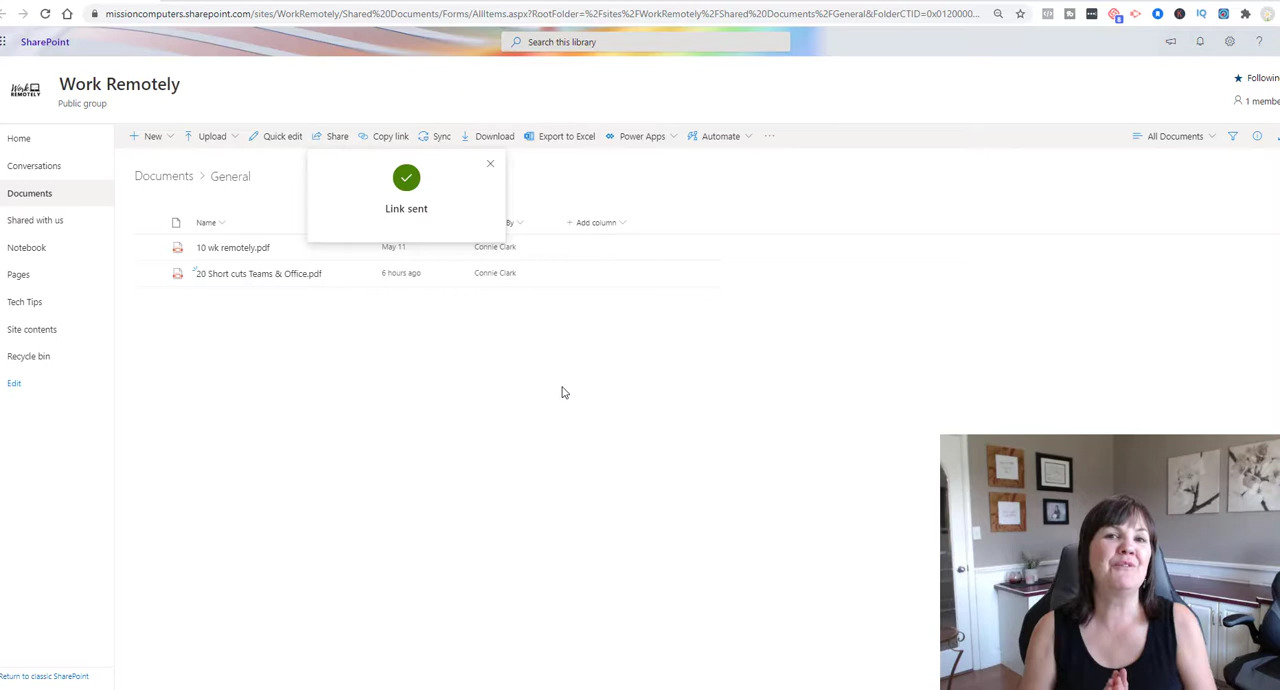 missioncomputers.sharepoint.com/sites/WorkRemotely/Shared%20Documents/Forms/AllItems.aspx?RootFolder=%2Fsites%2FWorkRemotely%2FShared%20Documents%2FGeneral&FolderCTID=0x0120000...
SharePoint
Search this library
Work REMOTELY
Work Remotely
Public group
Following
1 membe
Home
Conversations
Documents
Shared with us
Notebook
Pages
Tech Tips
Site contents
Recycle bin
Edit
Return to classic SharePoint
New
Upload
Quick edit
Share
Copy link
Sync
Download
Export to Excel
Power Apps
Automate
All Documents
Documents > General
Link sent
Name
By
+ Add column
10 wk remotely.pdf
May 11
Connie Clark
20 Short cuts Teams & Office.pdf
6 hours ago
Connie Clark